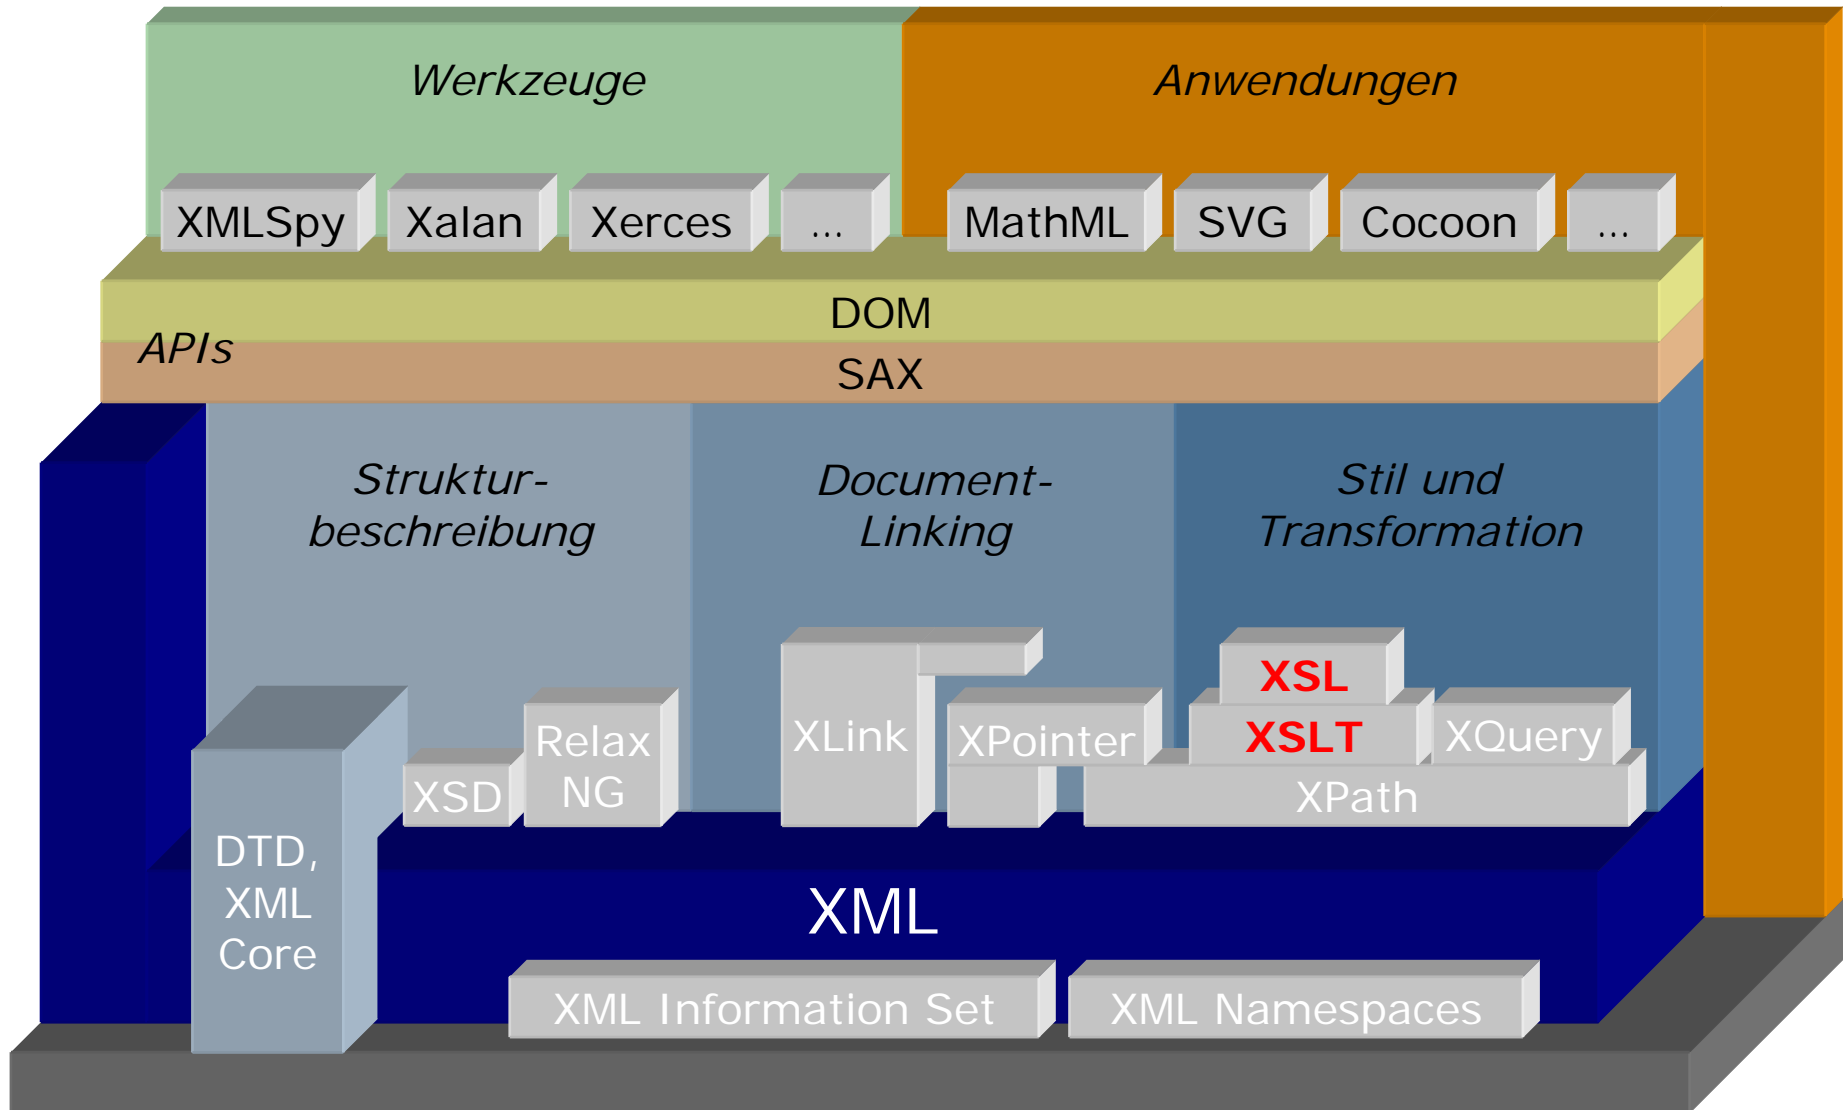 Werkzeuge
Anwendungen
XMLSpy
Xalan
Xerces
...
MathML
SVG
Cocoon
...
DOM
APIs
SAX
Struktur-
beschreibung
Document-
Linking
Stil und
Transformation
XSL
XLink
XPointer
XSLT
XQuery
Relax
NG
XSD
XPath
DTD,
XML
Core
XML
XML Information Set
XML Namespaces